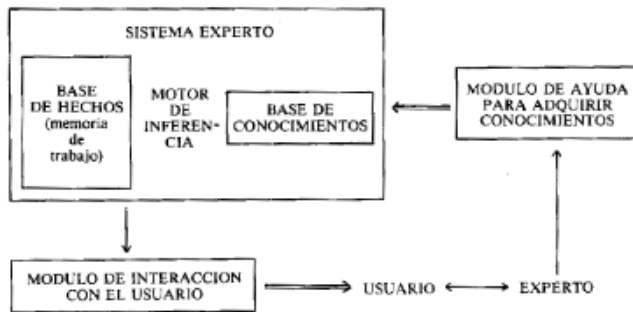 SISTEMA EXPERTO
BASE
DE HECHOS
(memoria
de
trabajo)
MOTOR
DE
INFEREN-
CIA
BASE DE
CONOCIMIENTOS
MODULO DE AYUDA
PARA ADQUIRIR
CONOCIMIENTOS
MODULO DE INTERACCION
CON EL USUARIO
USUARIO
EXPERTO